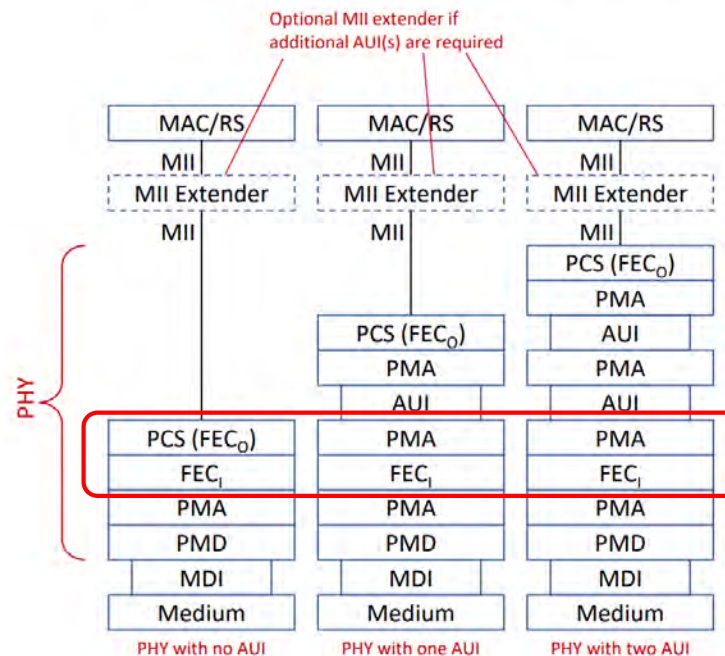 Optional MII extender if
additional AUI(s) are required
MAC/RS
MII
MII Extender
MII
PCS (FECO)
FECI
PMA
PMD
MDI
Medium
PHY with no AUI
MAC/RS
MII
MII Extender
MII
PCS (FECO)
PMA
AUI
PMA
FECI
PMA
PMD
MDI
Medium
PHY with one AUI
MAC/RS
MII
MII Extender
MII
PCS (FECO)
PMA
AUI
PMA
AUI
PMA
FECI
PMA
PMD
MDI
Medium
PHY with two AUI
PHY